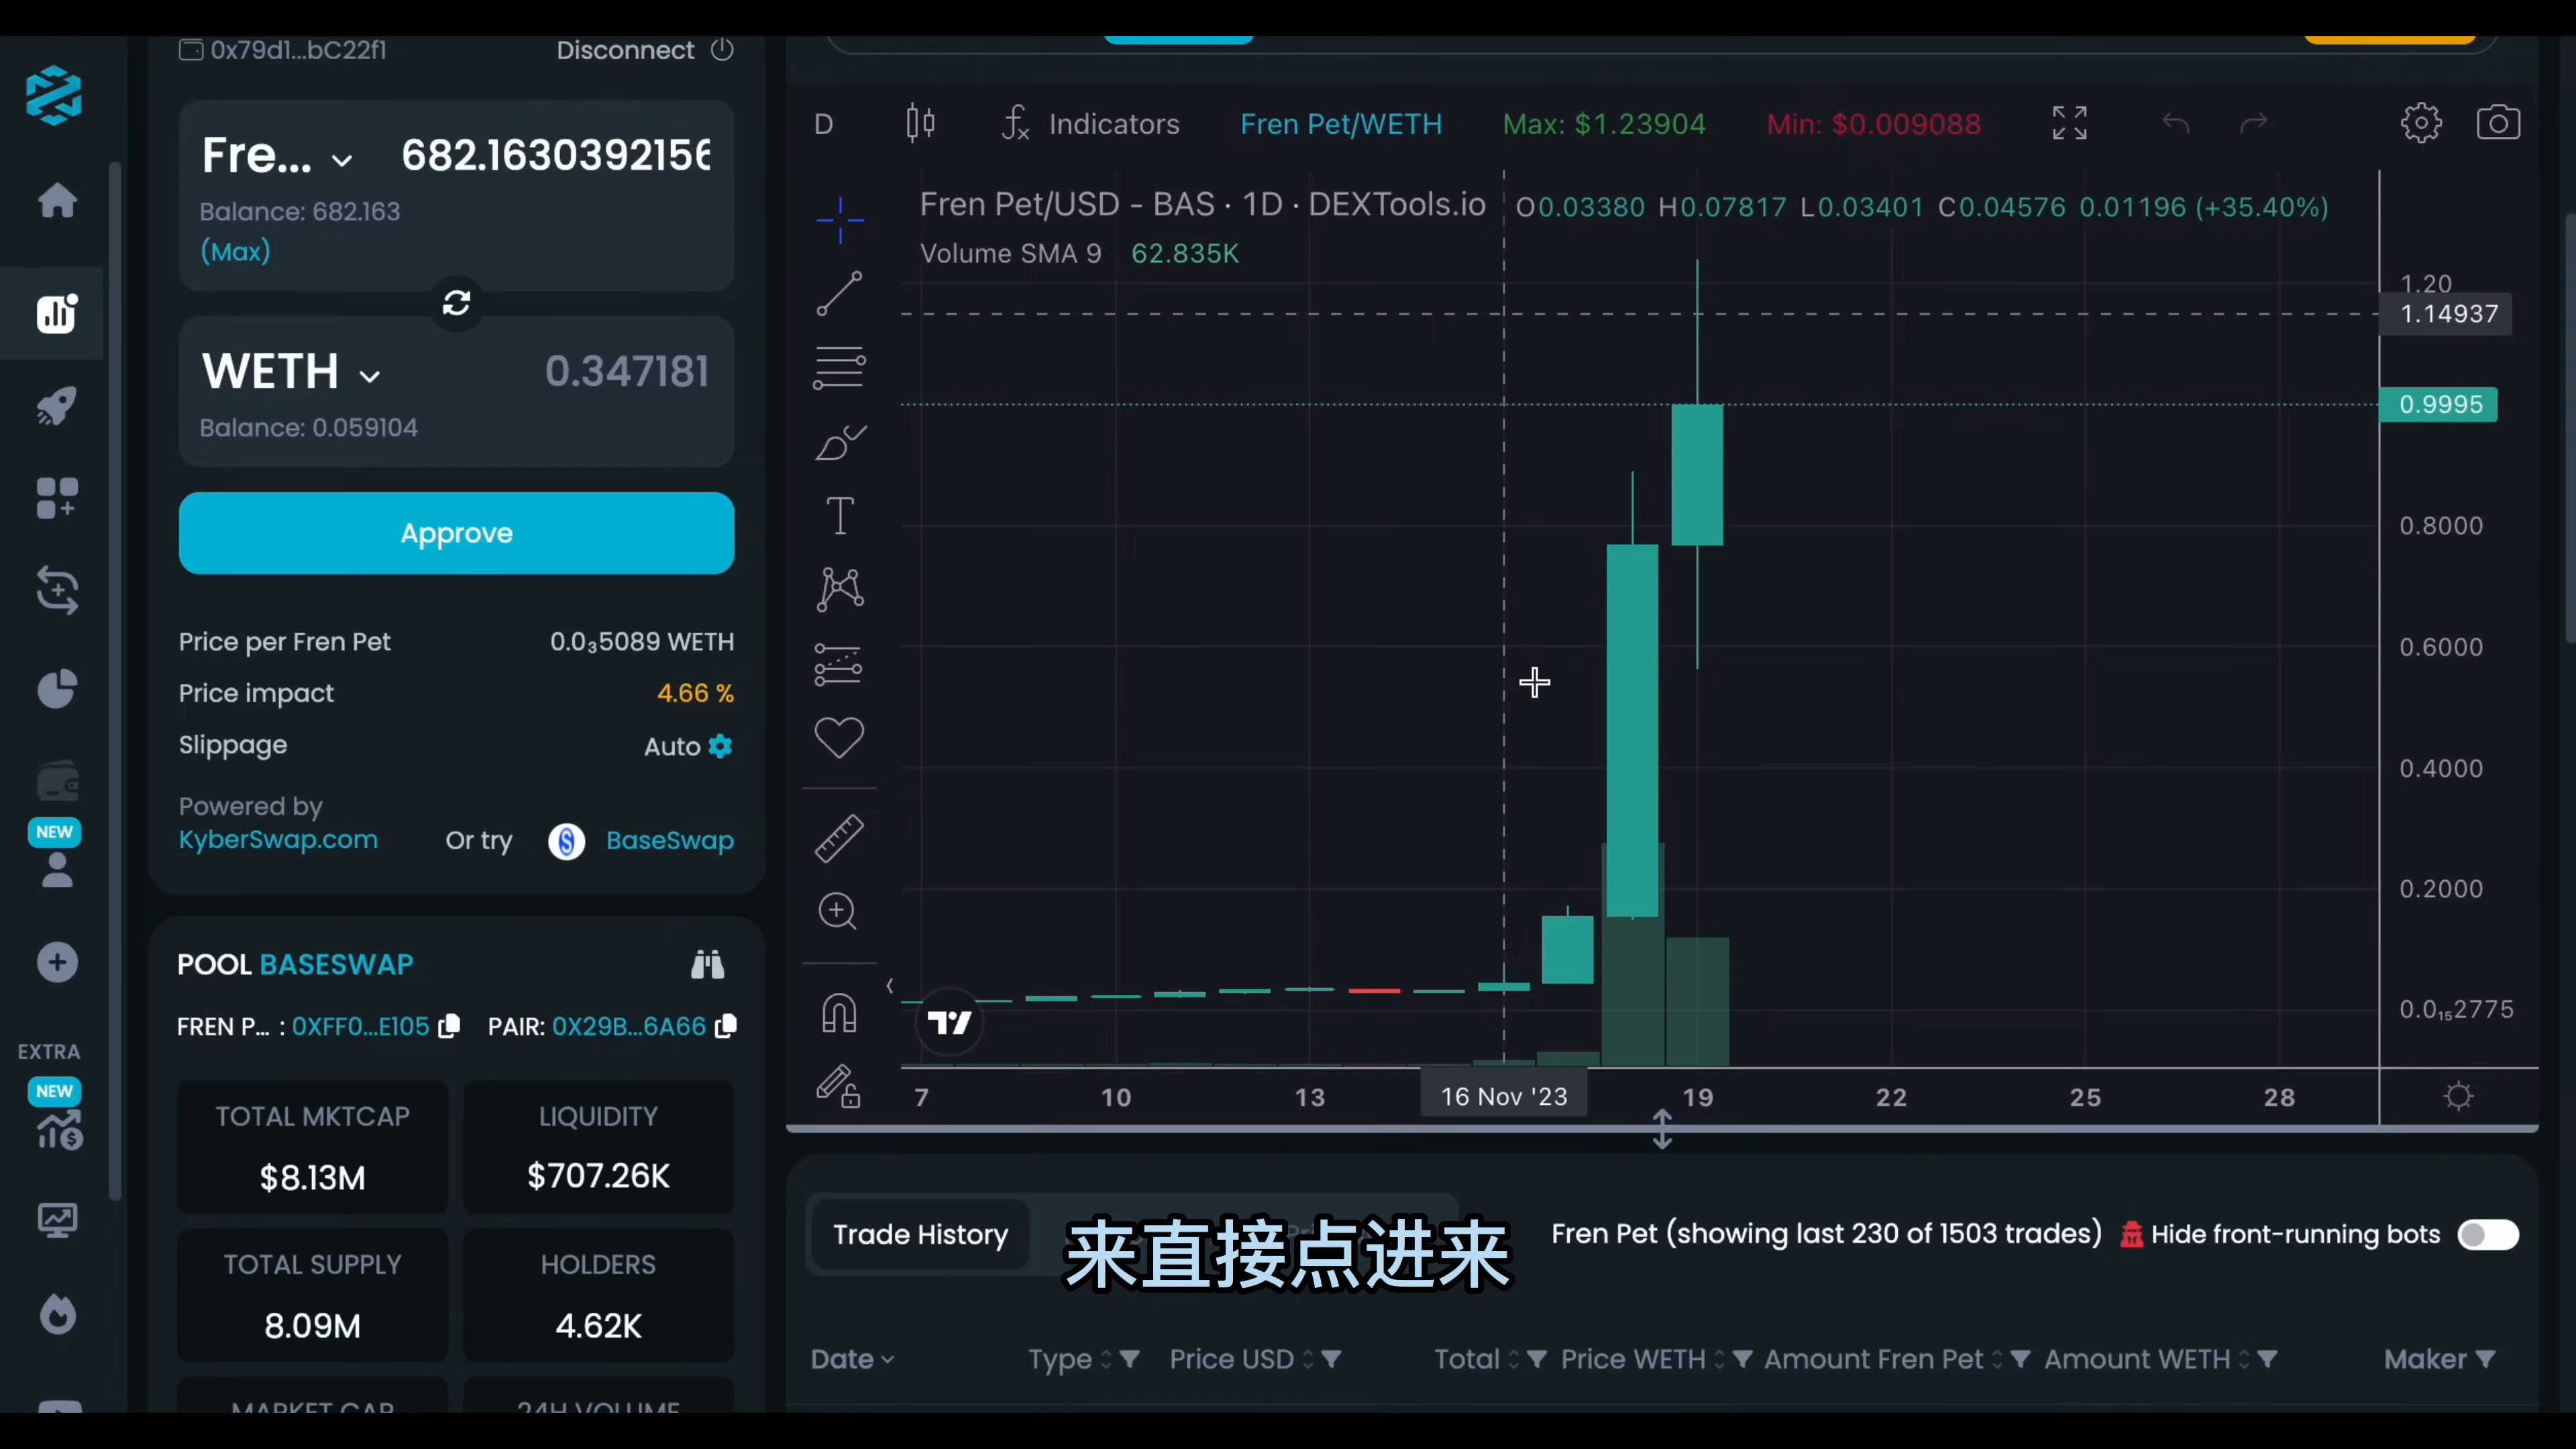 0x79d1...bC22f1
Disconnect
Fre...
682.1630392156
Balance: 682.163
(Max)
WETH
0.347181
Balance: 0.059104
Approve
Price per Fren Pet
0.0₃5089 WETH
Price impact
4.66 %
Slippage
Auto
Powered by
KyberSwap.com
Or try
BaseSwap
POOL BASESWAP
FREN P... : 0XFF0...E105
PAIR: 0X29B...6A66
TOTAL MKTCAP
$8.13M
LIQUIDITY
$707.26K
TOTAL SUPPLY
8.09M
HOLDERS
4.62K
MARKET CAP
24H VOLUME
NEW
EXTRA
NEW
D
Indicators
Fren Pet/WETH
Max: $1.23904
Min: $0.009088
Fren Pet/USD - BAS · 1D · DEXTools.io
O0.03380 H0.07817 L0.03401 C0.04576 0.01196 (+35.40%)
Volume SMA 9 62.835K
1.20
1.14937
0.9995
0.8000
0.6000
0.4000
0.2000
0.0₁₅2775
7
10
13
16 Nov '23
19
22
25
28
Trade History
来直接点进来
Fren Pet (showing last 230 of 1503 trades)
Hide front-running bots
Date
Type
Price USD
Total
Price WETH
Amount Fren Pet
Amount WETH
Maker